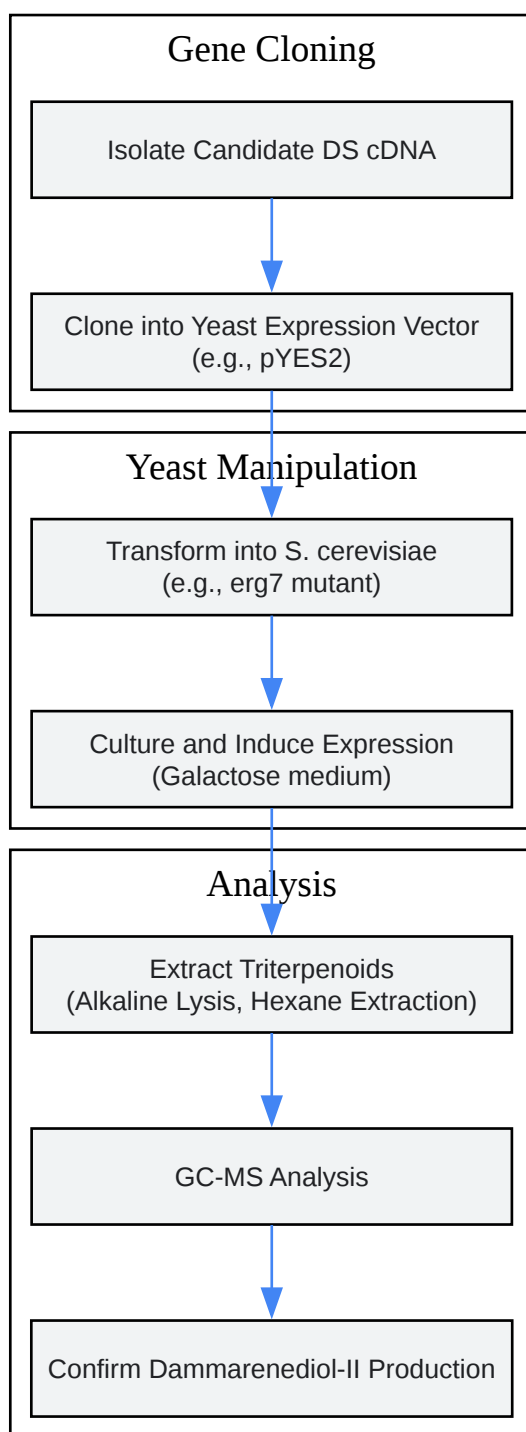 Gene Cloning
Isolate Candidate DS cDNA
Clone into Yeast Expression Vector
(e.g., pYES2)
Yeast Manipulation
Transform into S. cerevisiae
(e.g., erg7 mutant)
Culture and Induce Expression
(Galactose medium)
Analysis
Extract Triterpenoids
(Alkaline Lysis, Hexane Extraction)
GC-MS Analysis
Confirm Dammarenediol-II Production